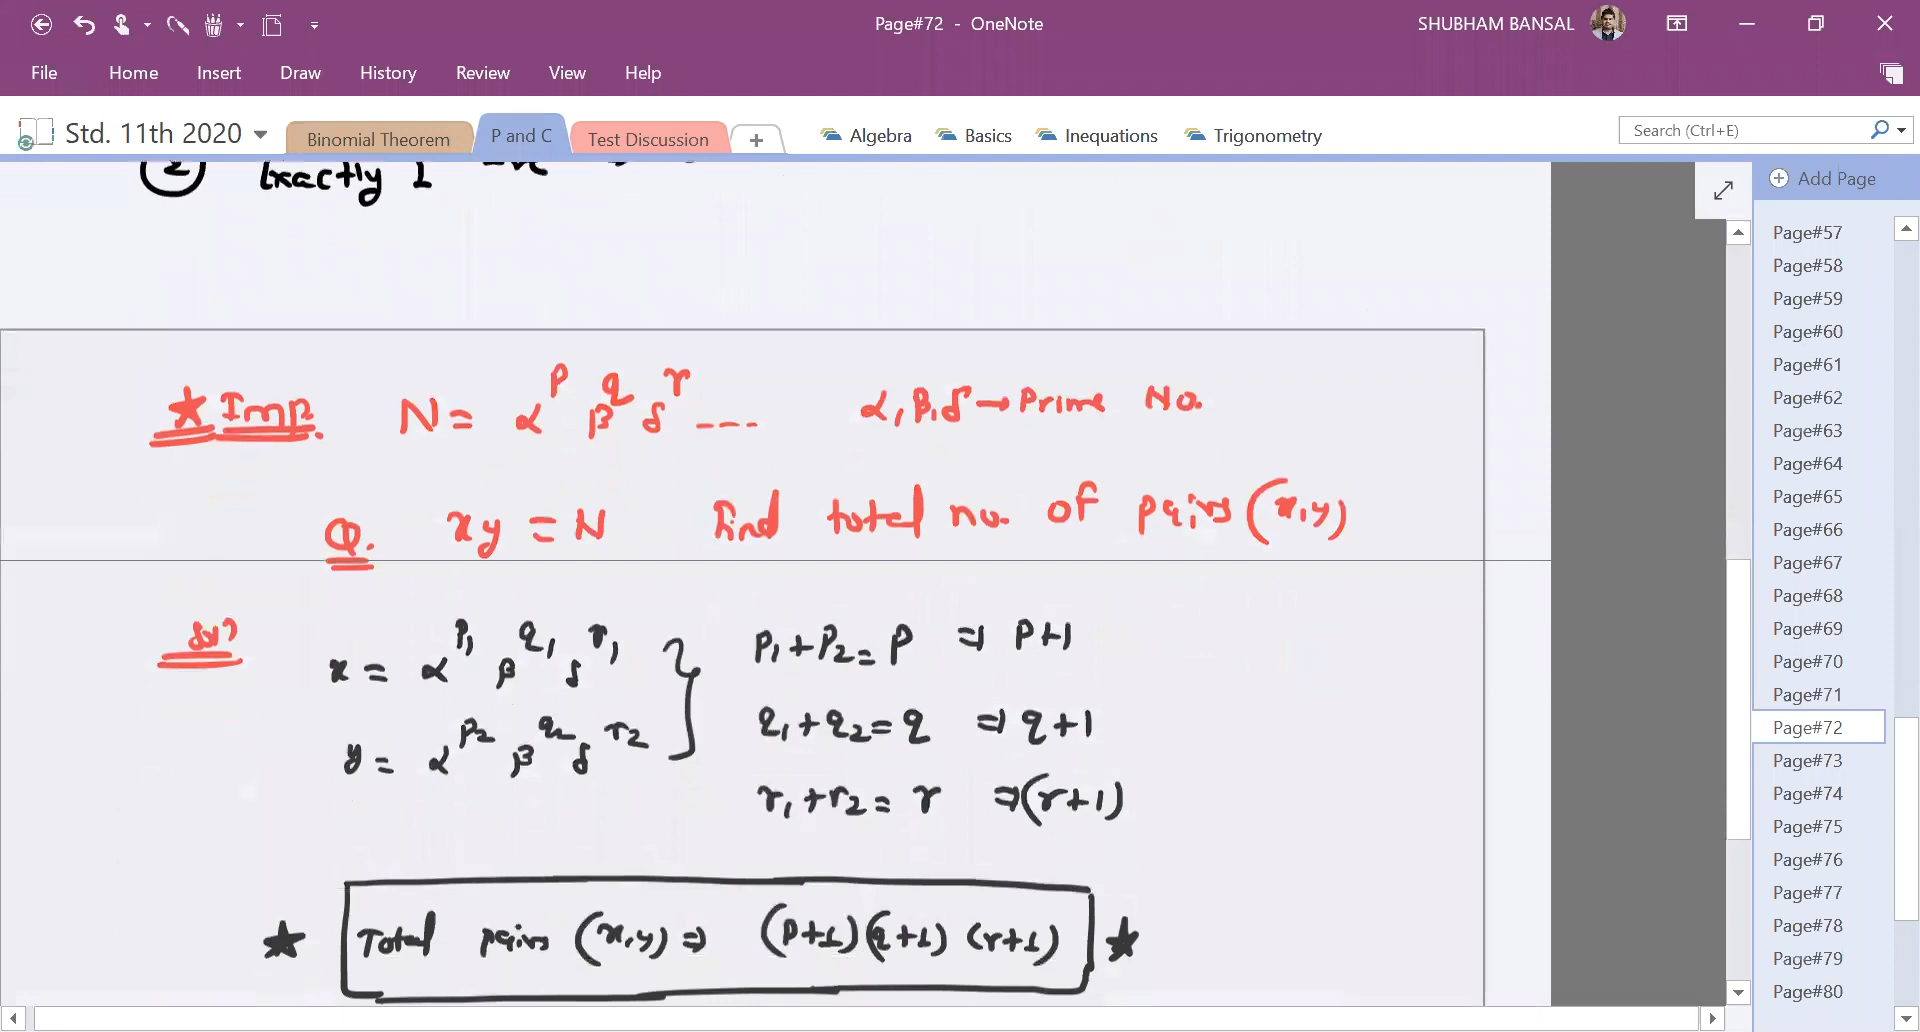 Page#72 - OneNote
SHUBHAM BANSAL
File Home Insert Draw History Review View Help
Std. 11th 2020
Binomial Theorem
P and C
Test Discussion
+
Algebra
Basics
Inequations
Trigonometry
Search (Ctrl+E)
② Exactly 1
★ Imp. N = α^p β^q δ^r ---- α, β, δ → Prime No.
Q. xy = N find total no. of pairs (x,y)
Sol?
x = α^p₁ β^q₁ δ^r₁ } p₁ + p₂ = p ⇒ p+1
y = α^p₂ β^q₂ δ^r₂ q₁ + q₂ = q ⇒ q+1
r₁ + r₂ = r ⇒ (r+1)
★ Total pairs (x,y) ⇒ (p+1)(q+1)(r+1) ★
Add Page
Page#57
Page#58
Page#59
Page#60
Page#61
Page#62
Page#63
Page#64
Page#65
Page#66
Page#67
Page#68
Page#69
Page#70
Page#71
Page#72
Page#73
Page#74
Page#75
Page#76
Page#77
Page#78
Page#79
Page#80